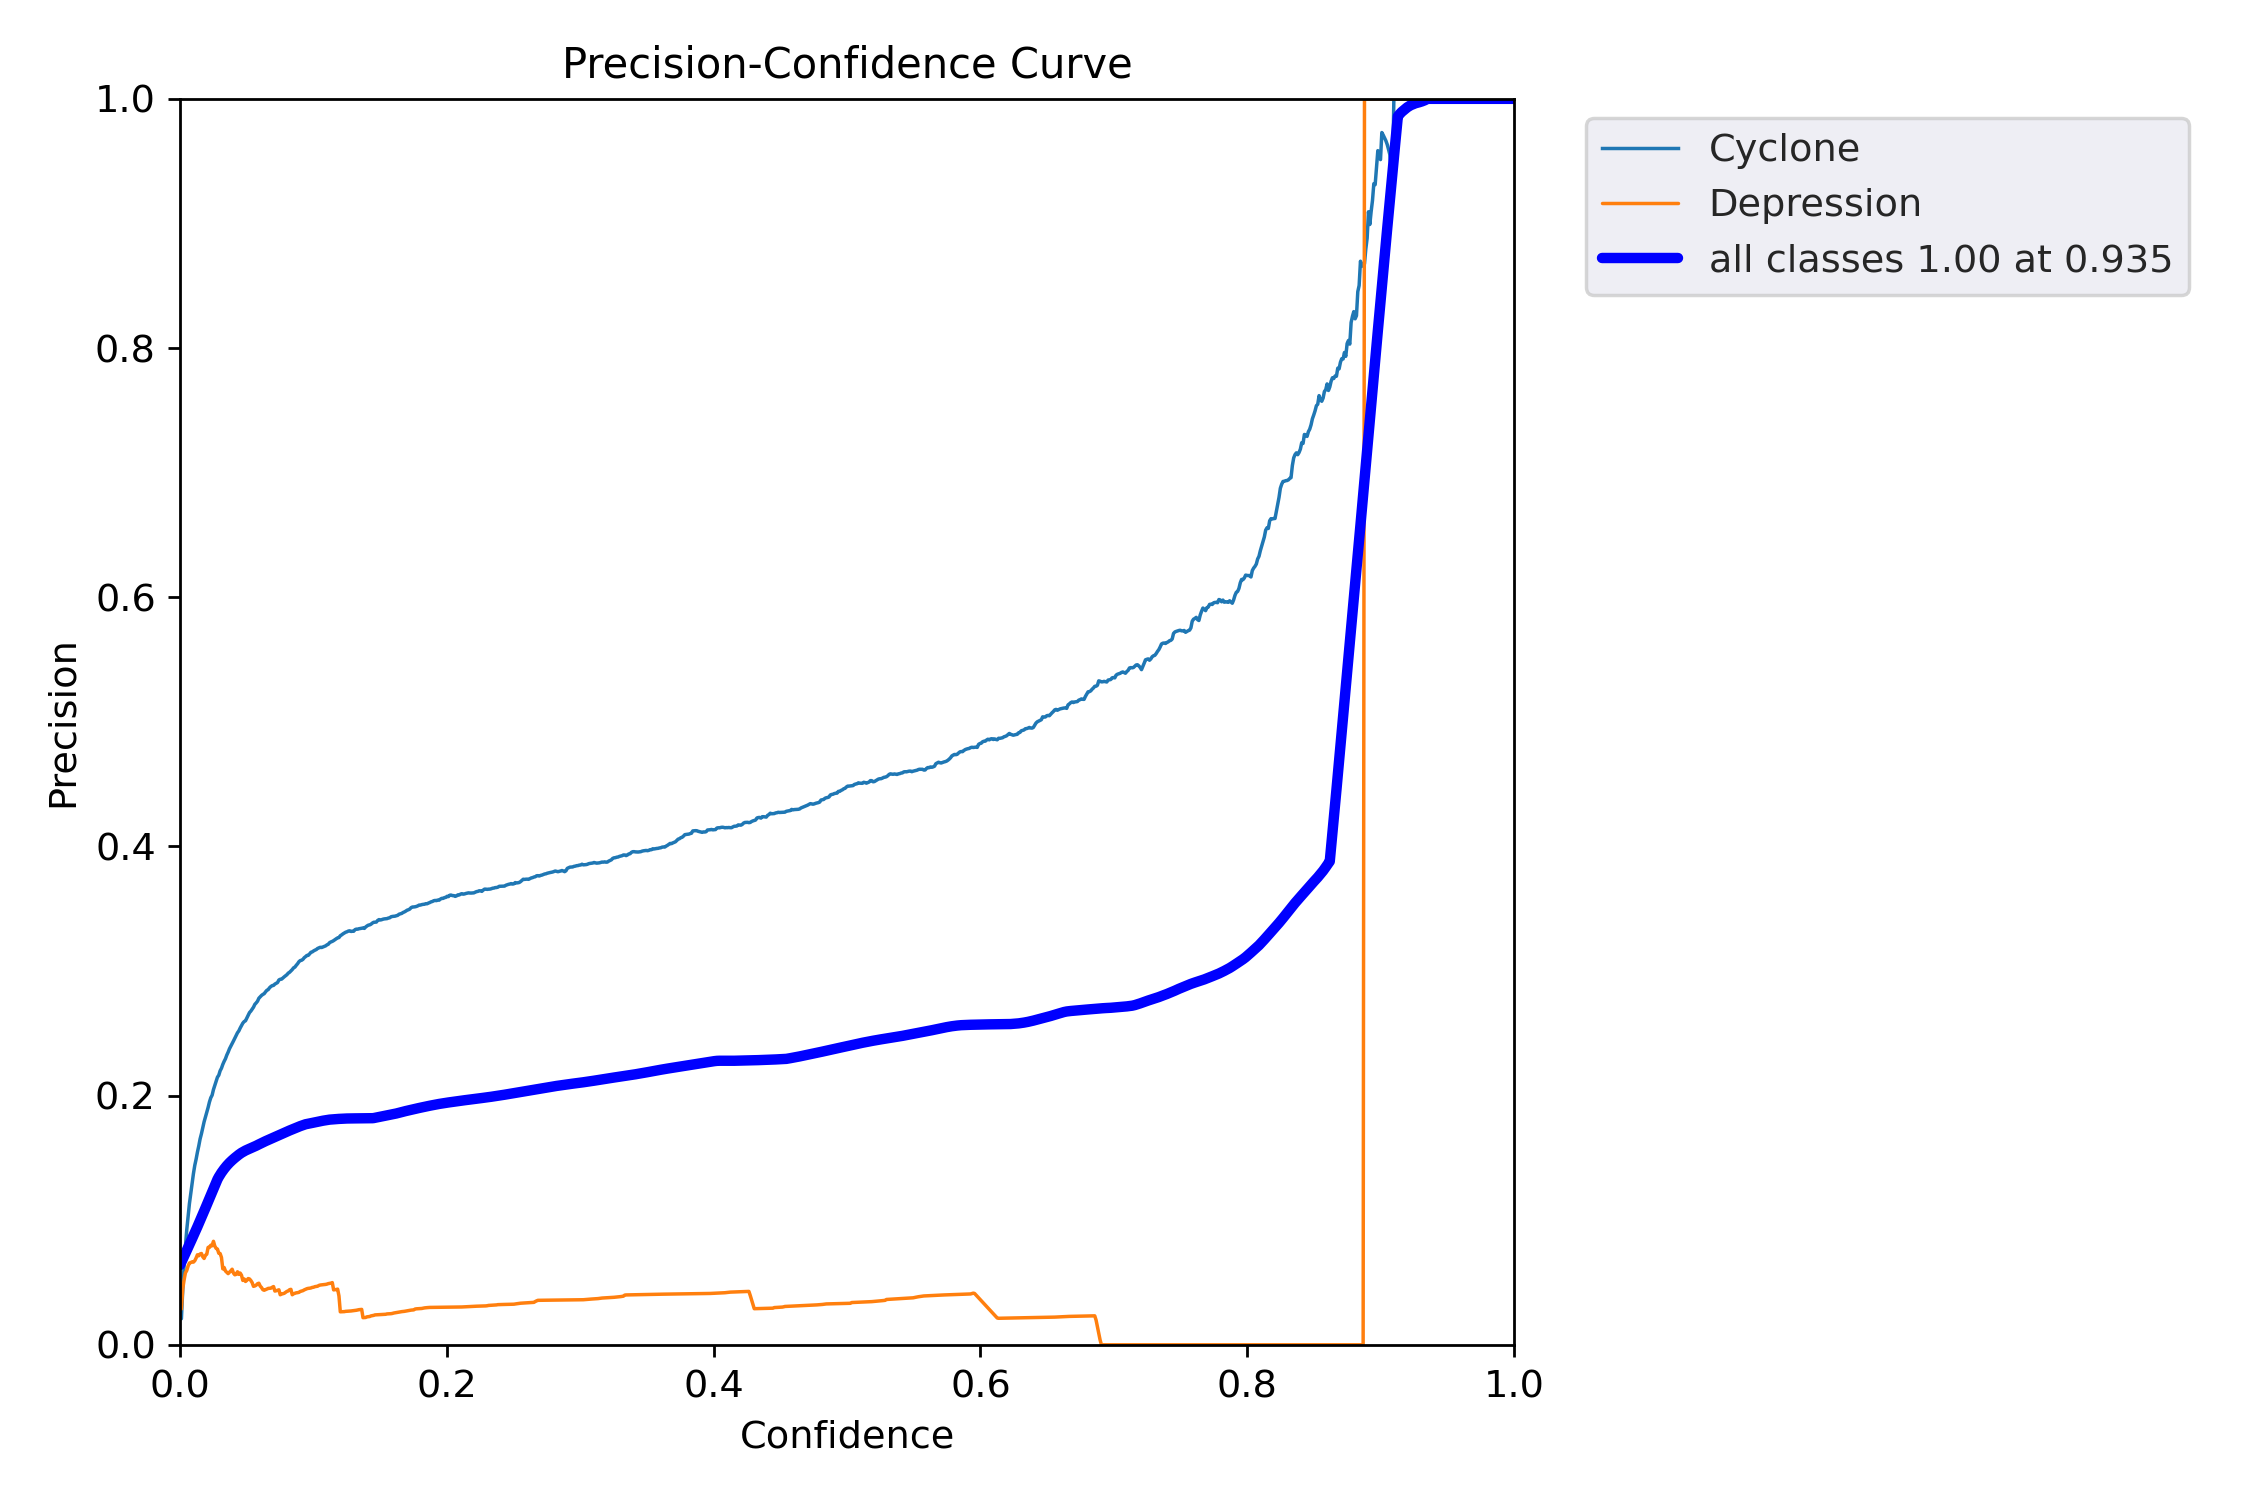 Precision-Confidence Curve
1.0
0.8
0.6
0.4
0.2
0.0
Precision
0.0 0.2 0.4 0.6 0.8 1.0
Confidence
Cyclone
Depression
all classes 1.00 at 0.935